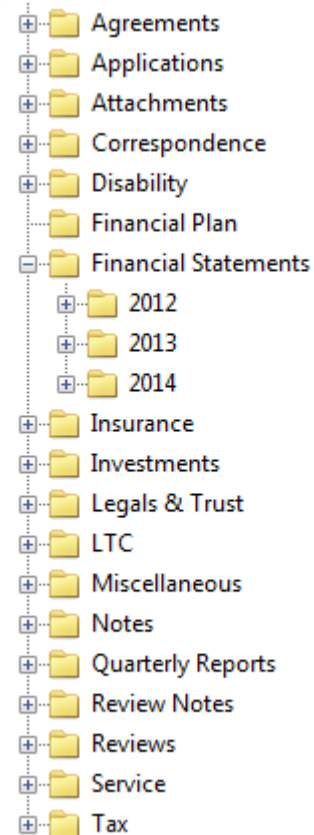 Agreements
Applications
Attachments
Correspondence
Disability
Financial Plan
Financial Statements
2012
2013
2014
Insurance
Investments
Legals & Trust
LTC
Miscellaneous
Notes
Quarterly Reports
Review Notes
Reviews
Service
Tax